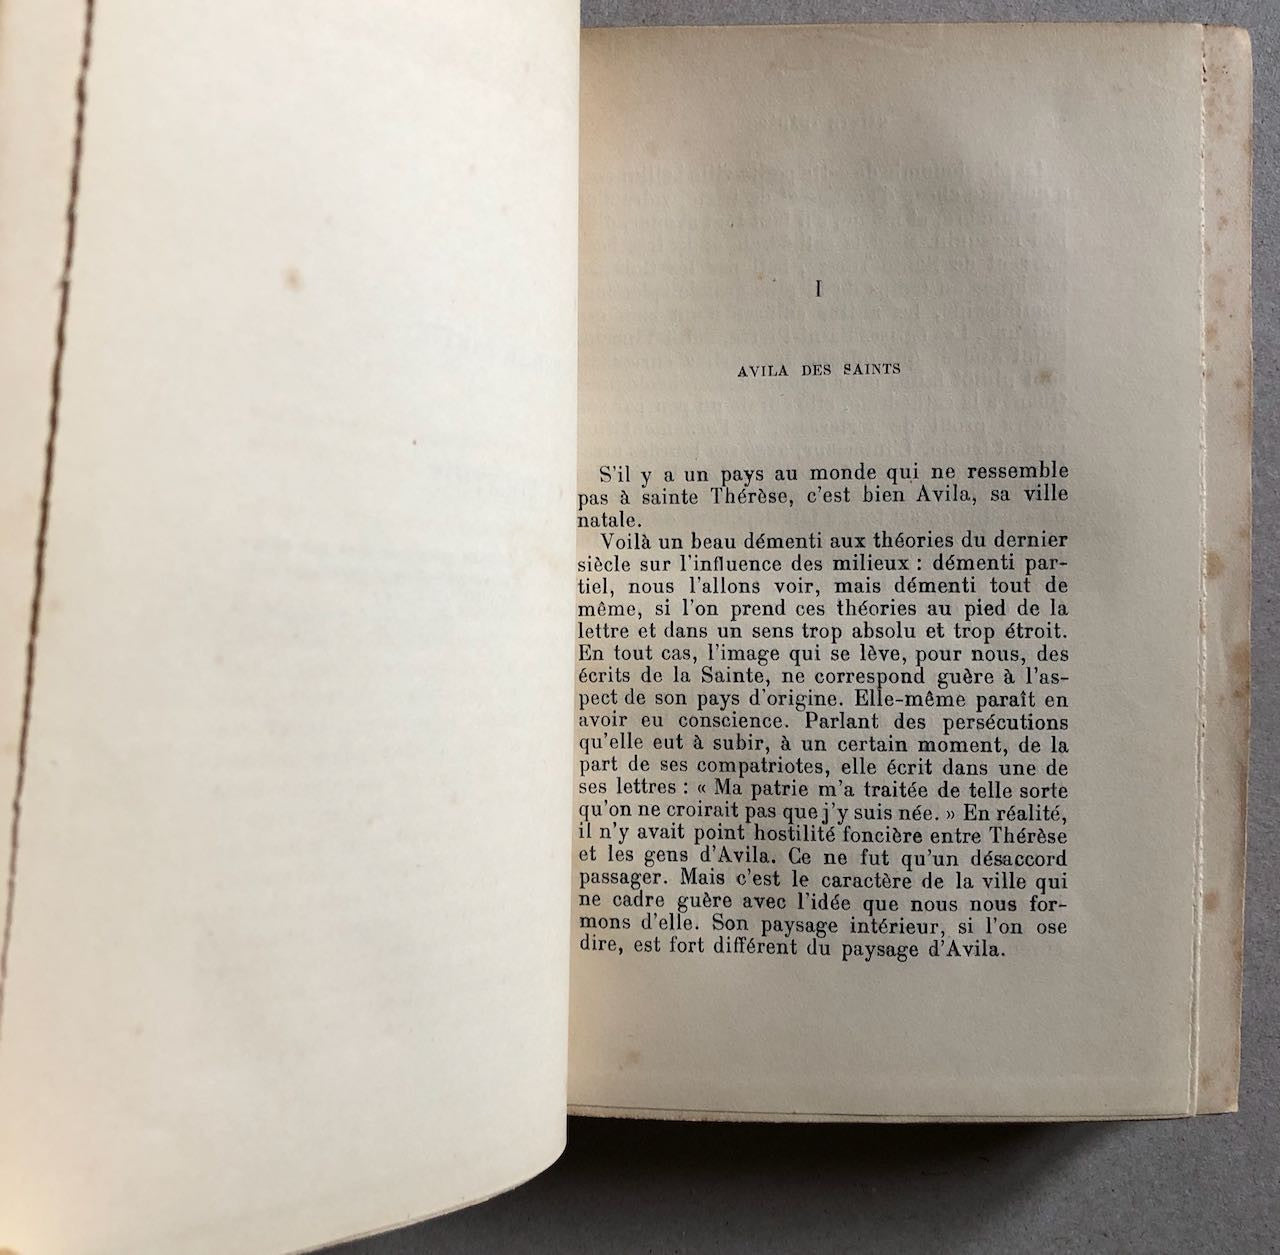 I
AVILA DES SAINTS
S'il y a un pays au monde qui ne ressemble
pas à sainte Thérèse, c'est bien Avila, sa ville
natale.
Voilà un beau démenti aux théories du dernier
siècle sur l'influence des milieux : démenti par-
tiel, nous l'allons voir, mais démenti tout de
même, si l'on prend ces théories au pied de la
lettre et dans un sens trop absolu et trop étroit.
En tout cas, l'image qui se lève, pour nous, des
écrits de la Sainte, ne correspond guère à l'as-
pect de son pays d'origine. Elle-même paraît en
avoir eu conscience. Parlant des persécutions
qu'elle eut à subir, à un certain moment, de la
part de ses compatriotes, elle écrit dans une de
ses lettres : « Ma patrie m'a traitée de telle sorte
qu'on ne croirait pas que j'y suis née. » En réalité,
il n'y avait point hostilité foncière entre Thérèse
et les gens d'Avila. Ce ne fut qu'un désaccord
passager. Mais c'est le caractère de la ville qui
ne cadre guère avec l'idée que nous nous for-
mons d'elle. Son paysage intérieur, si l'on ose
dire, est fort différent du paysage d'Avila.